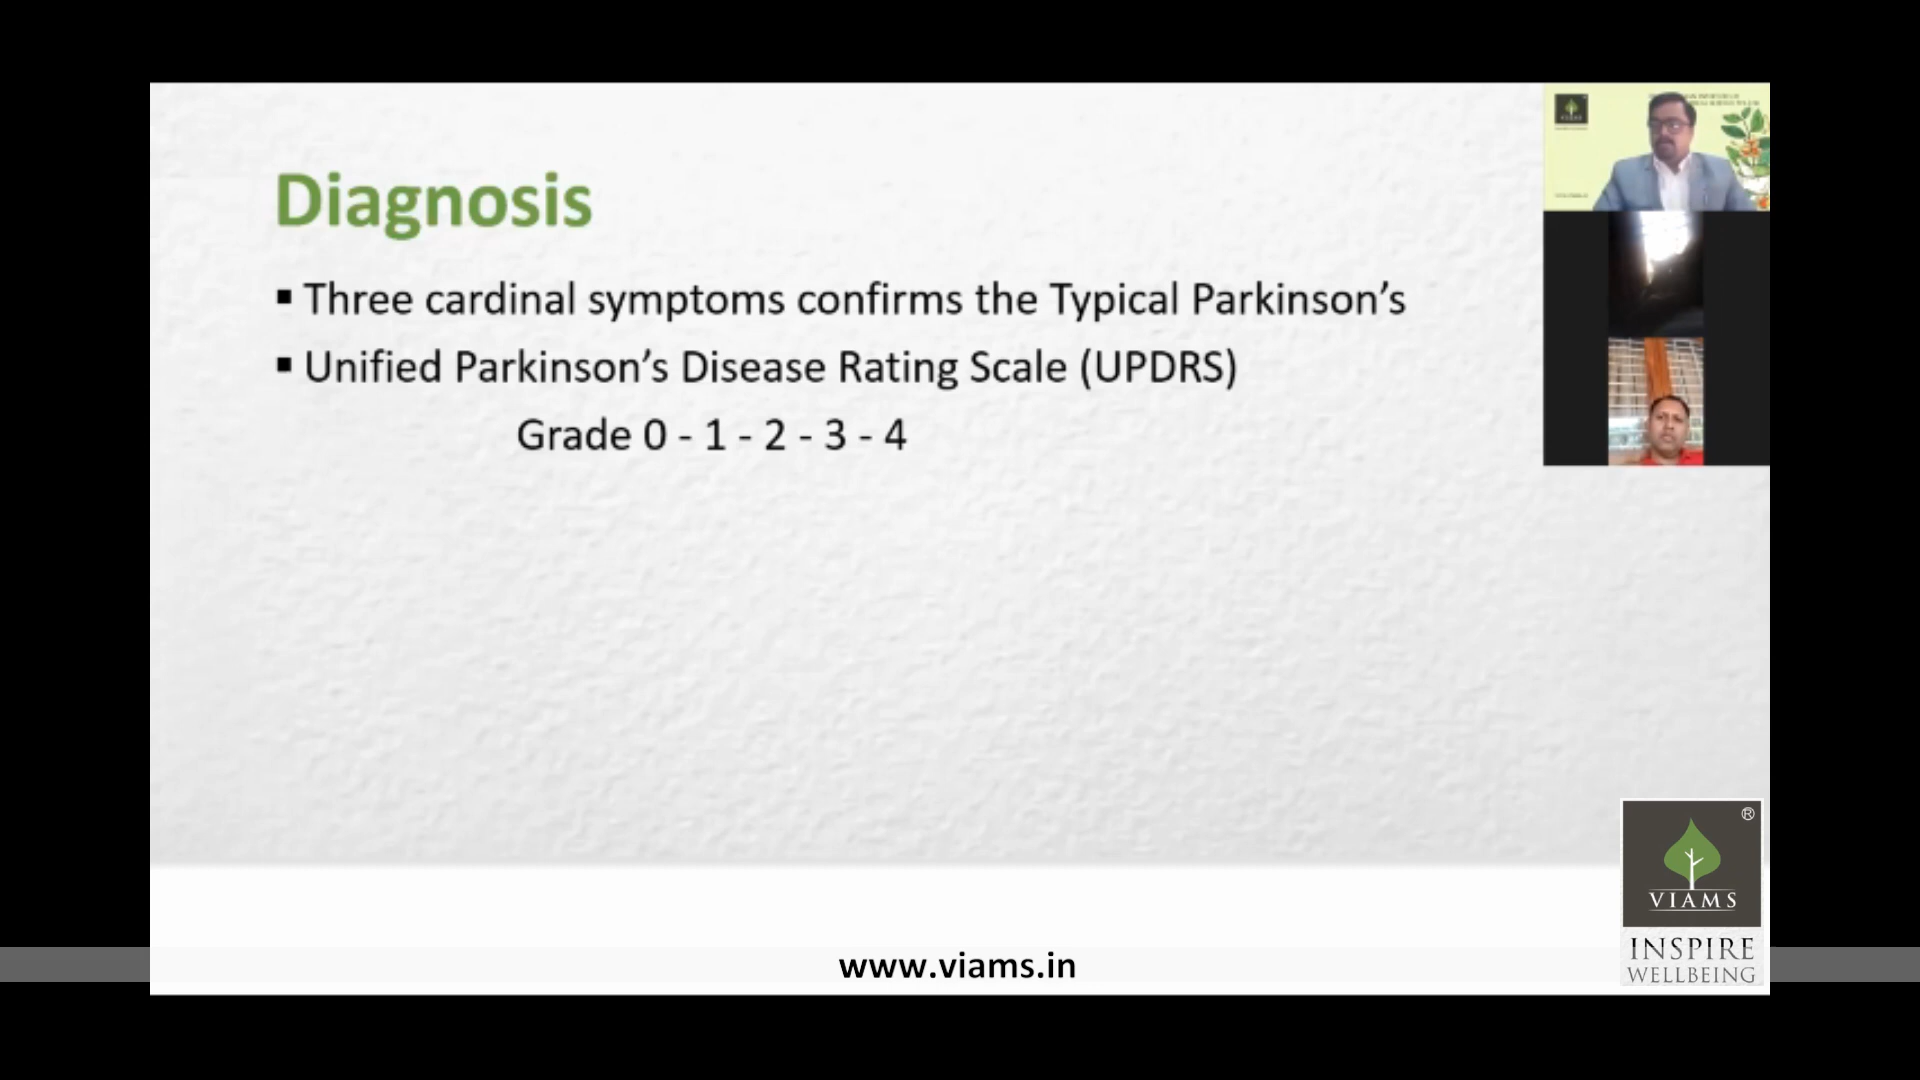 Diagnosis
▪ Three cardinal symptoms confirms the Typical Parkinson’s
▪ Unified Parkinson’s Disease Rating Scale (UPDRS)
Grade 0 - 1 - 2 - 3 - 4
®
VIAMS
INSPIRE
WELLBEING
www.viams.in